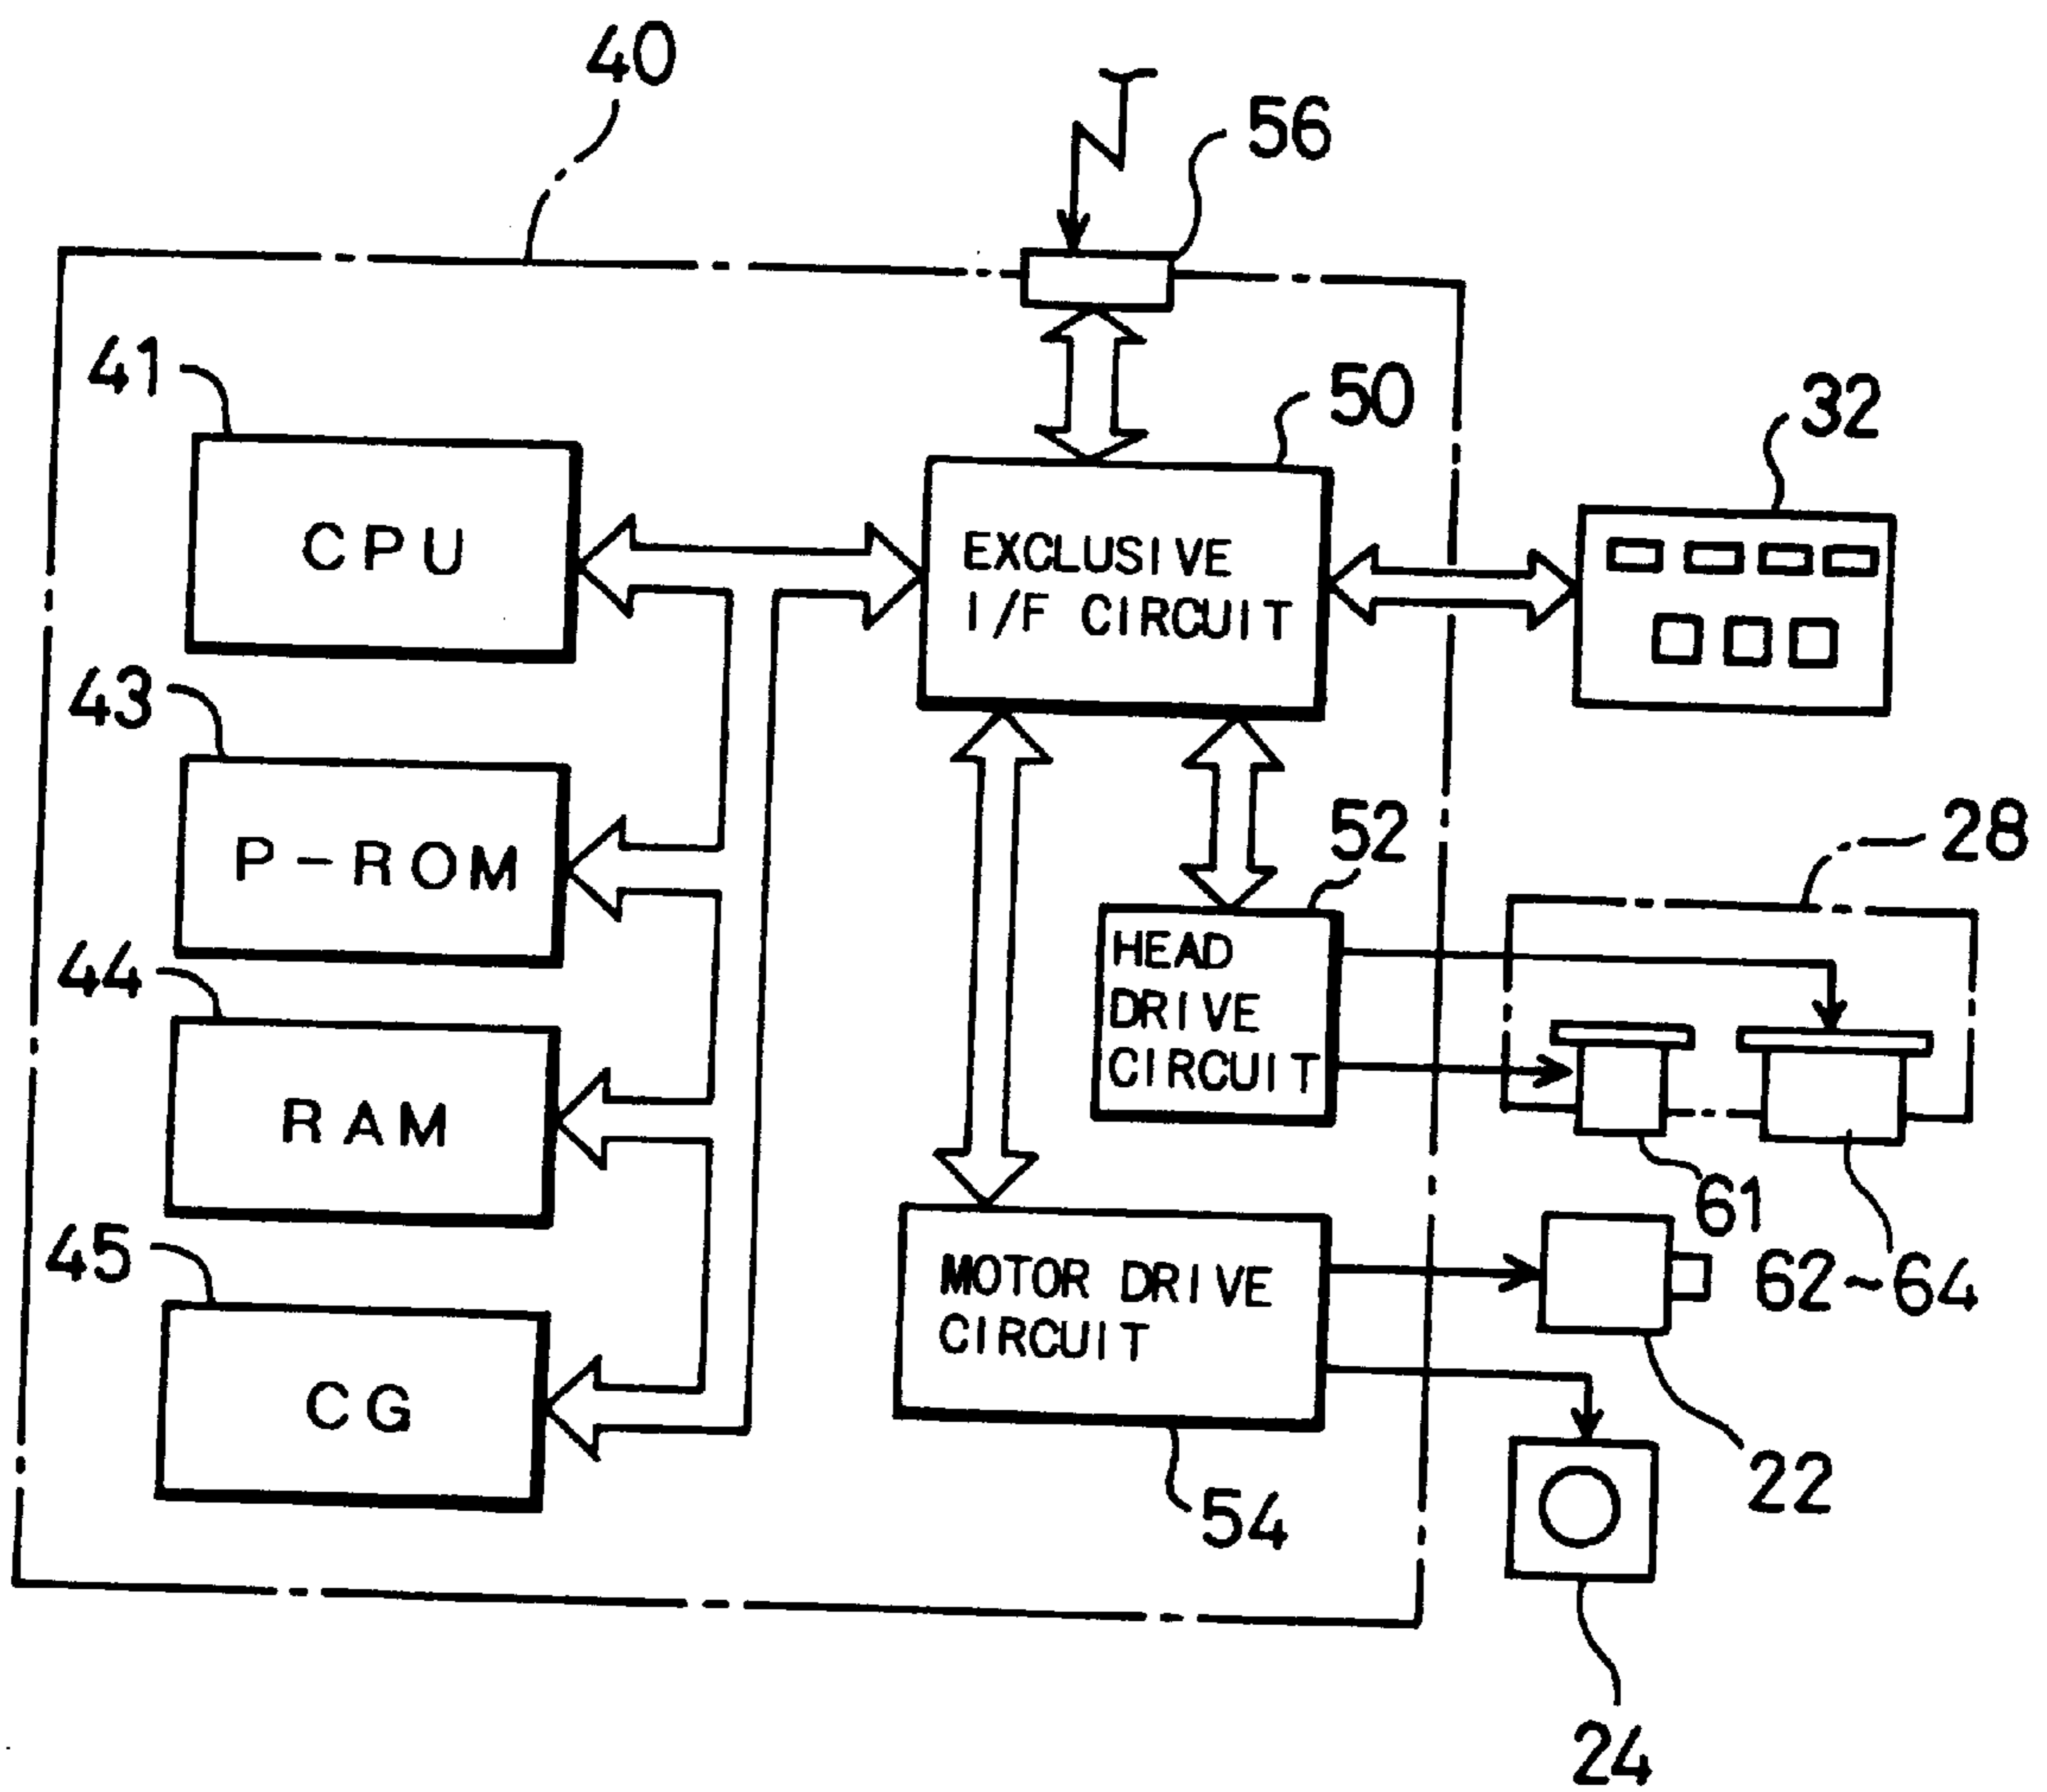 40
56
41
50
32
CPU
EXCLUSIVE
I/F CIRCUIT
43
P-ROM
52
28
44
HEAD
DRIVE
CIRCUIT
RAM
61
45
62~64
MOTOR DRIVE
CIRCUIT
CG
22
54
24